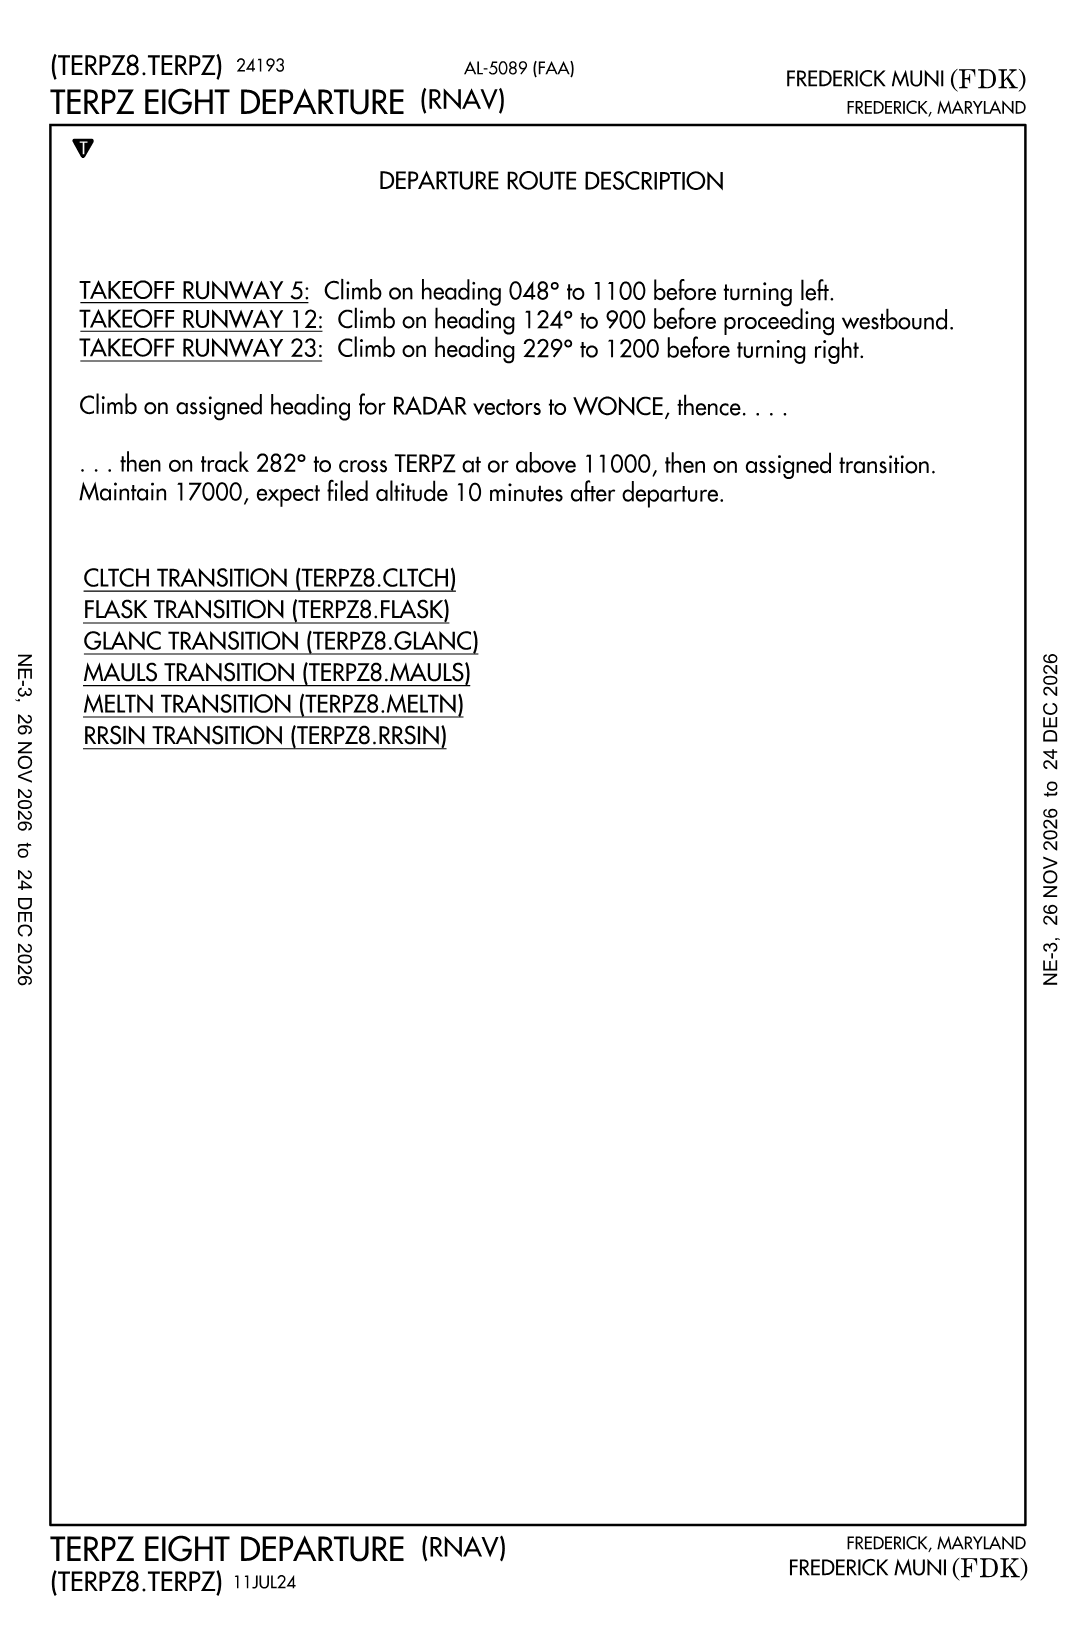 (TERPZ8.TERPZ) 24193 AL-5089 (FAA)
FREDERICK MUNI (FDK)
TERPZ EIGHT DEPARTURE (RNAV)
FREDERICK, MARYLAND
T
DEPARTURE ROUTE DESCRIPTION
TAKEOFF RUNWAY 5: Climb on heading 048° to 1100 before turning left.
TAKEOFF RUNWAY 12: Climb on heading 124° to 900 before proceeding westbound.
TAKEOFF RUNWAY 23: Climb on heading 229° to 1200 before turning right.
Climb on assigned heading for RADAR vectors to WONCE, thence. . . .
. . . then on track 282° to cross TERPZ at or above 11000, then on assigned transition.
Maintain 17000, expect filed altitude 10 minutes after departure.
CLTCH TRANSITION (TERPZ8.CLTCH)
FLASK TRANSITION (TERPZ8.FLASK)
GLANC TRANSITION (TERPZ8.GLANC)
MAULS TRANSITION (TERPZ8.MAULS)
MELTN TRANSITION (TERPZ8.MELTN)
RRSIN TRANSITION (TERPZ8.RRSIN)
NE-3, 26 NOV 2026 to 24 DEC 2026
NE-3, 26 NOV 2026 to 24 DEC 2026
TERPZ EIGHT DEPARTURE (RNAV)
FREDERICK, MARYLAND
FREDERICK MUNI (FDK)
(TERPZ8.TERPZ) 11JUL24